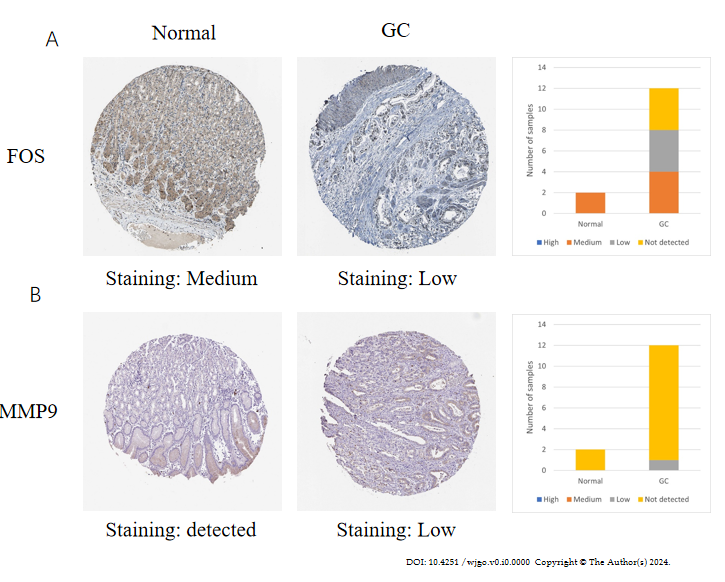 A
Normal
GC
FOS
14
12
10
8
6
4
2
0
Number of samples
Normal
GC
High Medium Low Not detected
Staining: Medium
Staining: Low
B
MMP9
14
12
10
8
6
4
2
0
Number of samples
Normal
GC
High Medium Low Not detected
Staining: detected
Staining: Low
DOI: 10.4251 /wjgo.v0.i0.0000 Copyright © The Author(s) 2024.